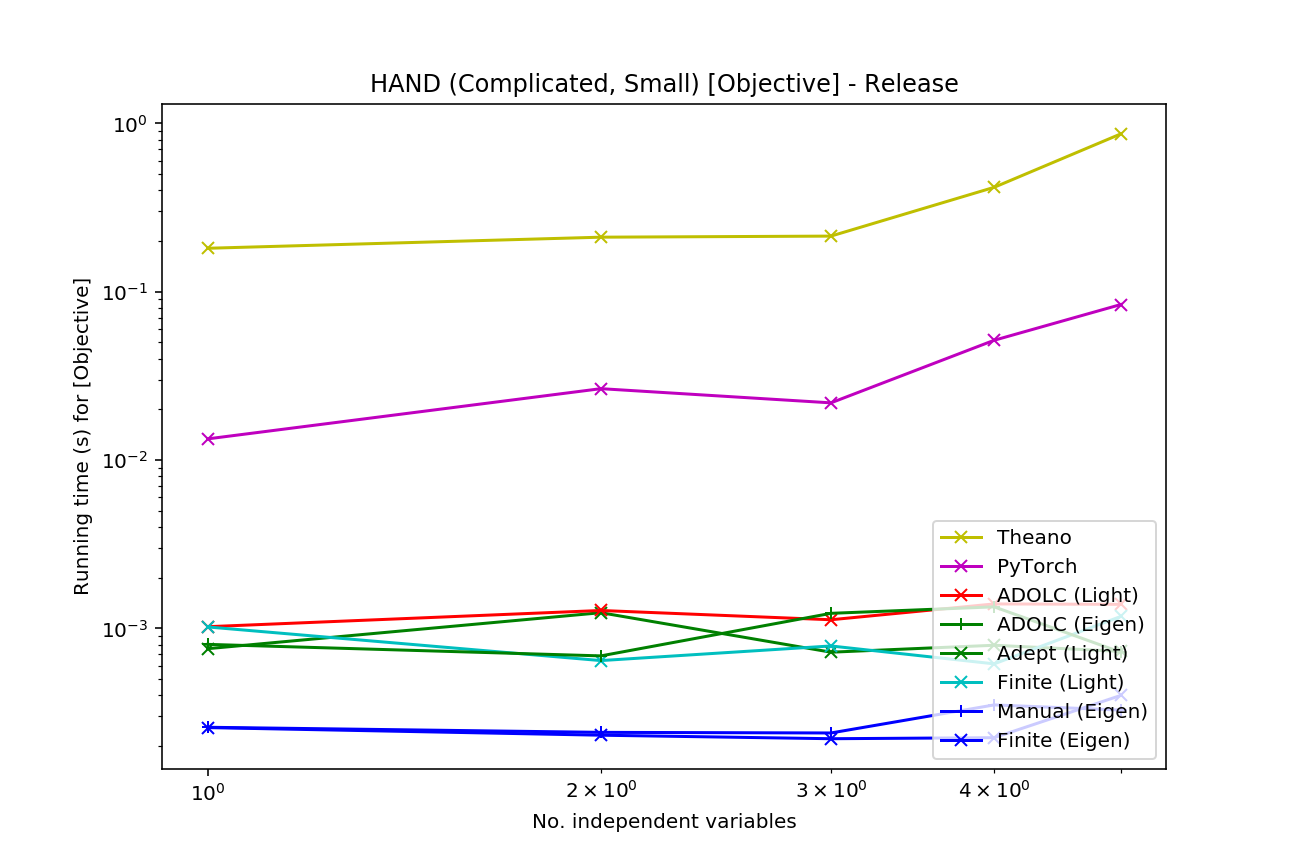 HAND (Complicated, Small) [Objective] - Release
Running time (s) for [Objective]
10⁰
10⁻¹
10⁻²
10⁻³
Theano
PyTorch
ADOLC (Light)
ADOLC (Eigen)
Adept (Light)
Finite (Light)
Manual (Eigen)
Finite (Eigen)
10⁰
2 × 10⁰
3 × 10⁰
4 × 10⁰
No. independent variables